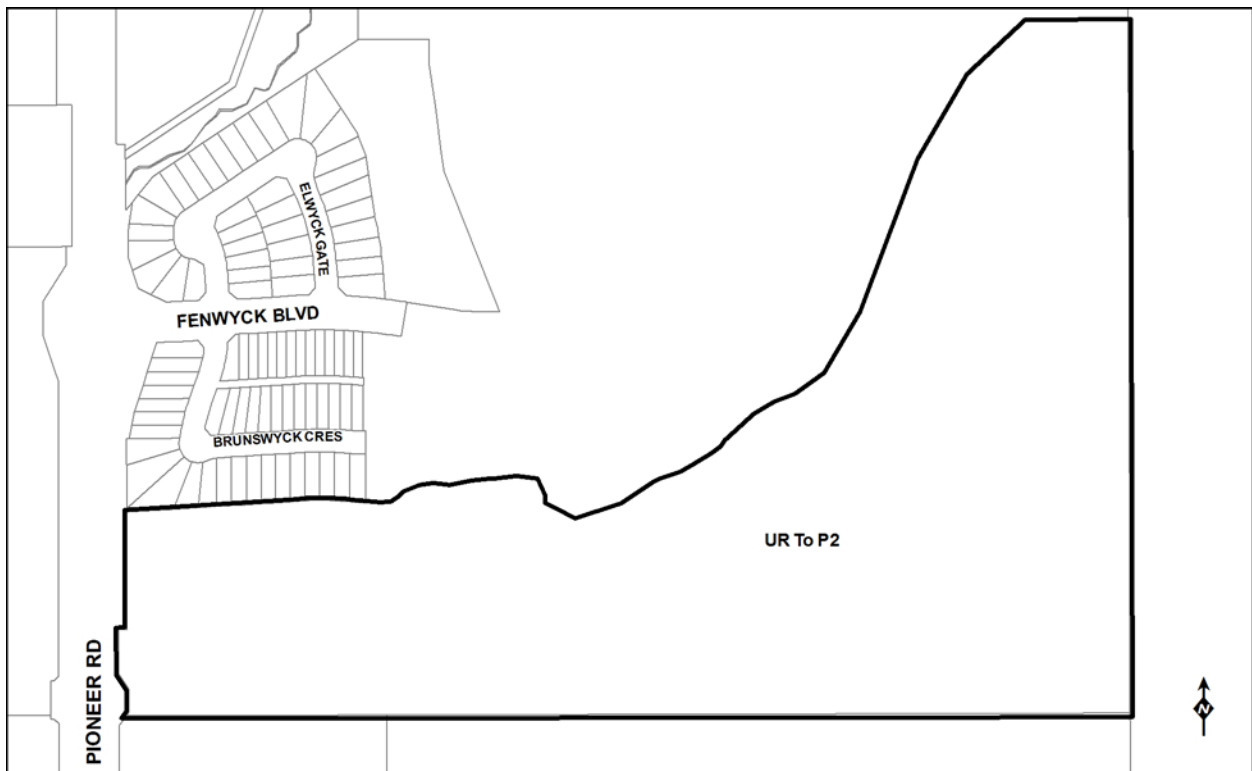 ELWYCK GATE
FENWYCK BLVD
BRUNSWYCK CRES
UR To P2
PIONEER RD
N